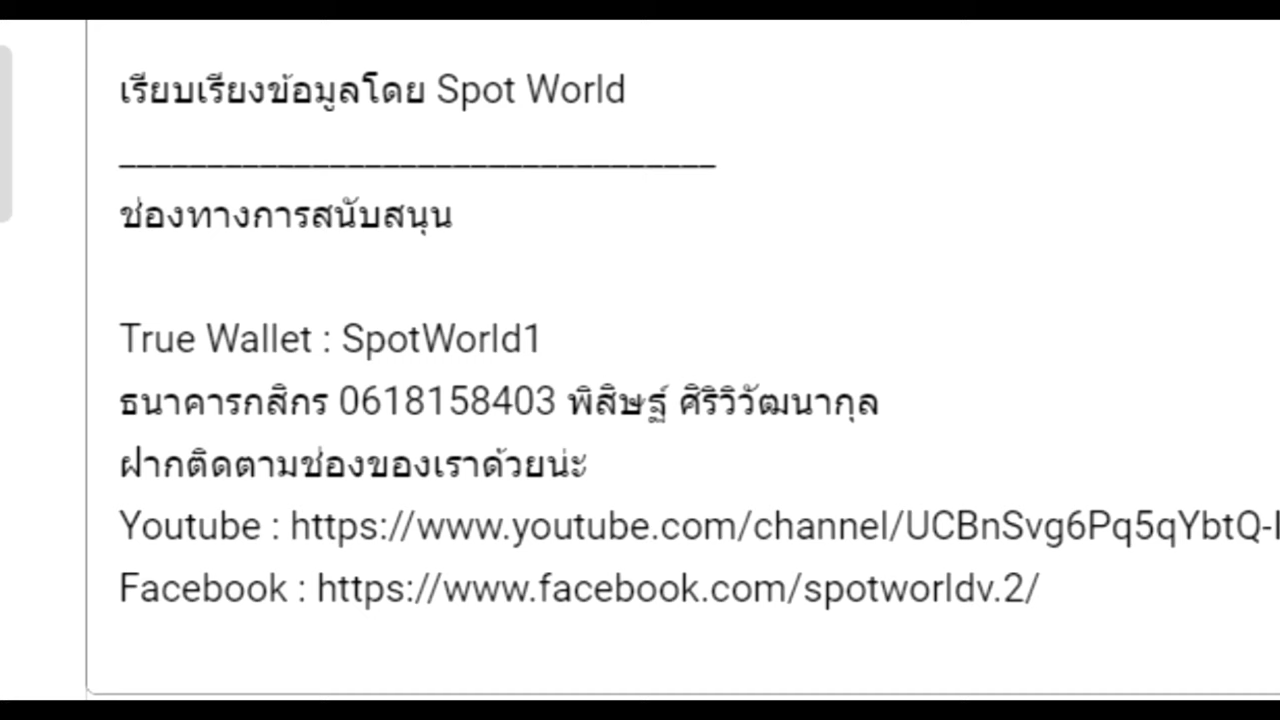 เรียบเรียงข้อมูลโดย Spot World
__________________________________
ช่องทางการสนับสนุน
True Wallet : SpotWorld1
ธนาคารกสิกร 0618158403 พิสิษฐ์ ศิริวิวัฒนากุล
ฝากติดตามช่องของเราด้วยน่ะ
Youtube : https://www.youtube.com/channel/UCBnSvg6Pq5qYbtQ-
Facebook : https://www.facebook.com/spotworldv.2/